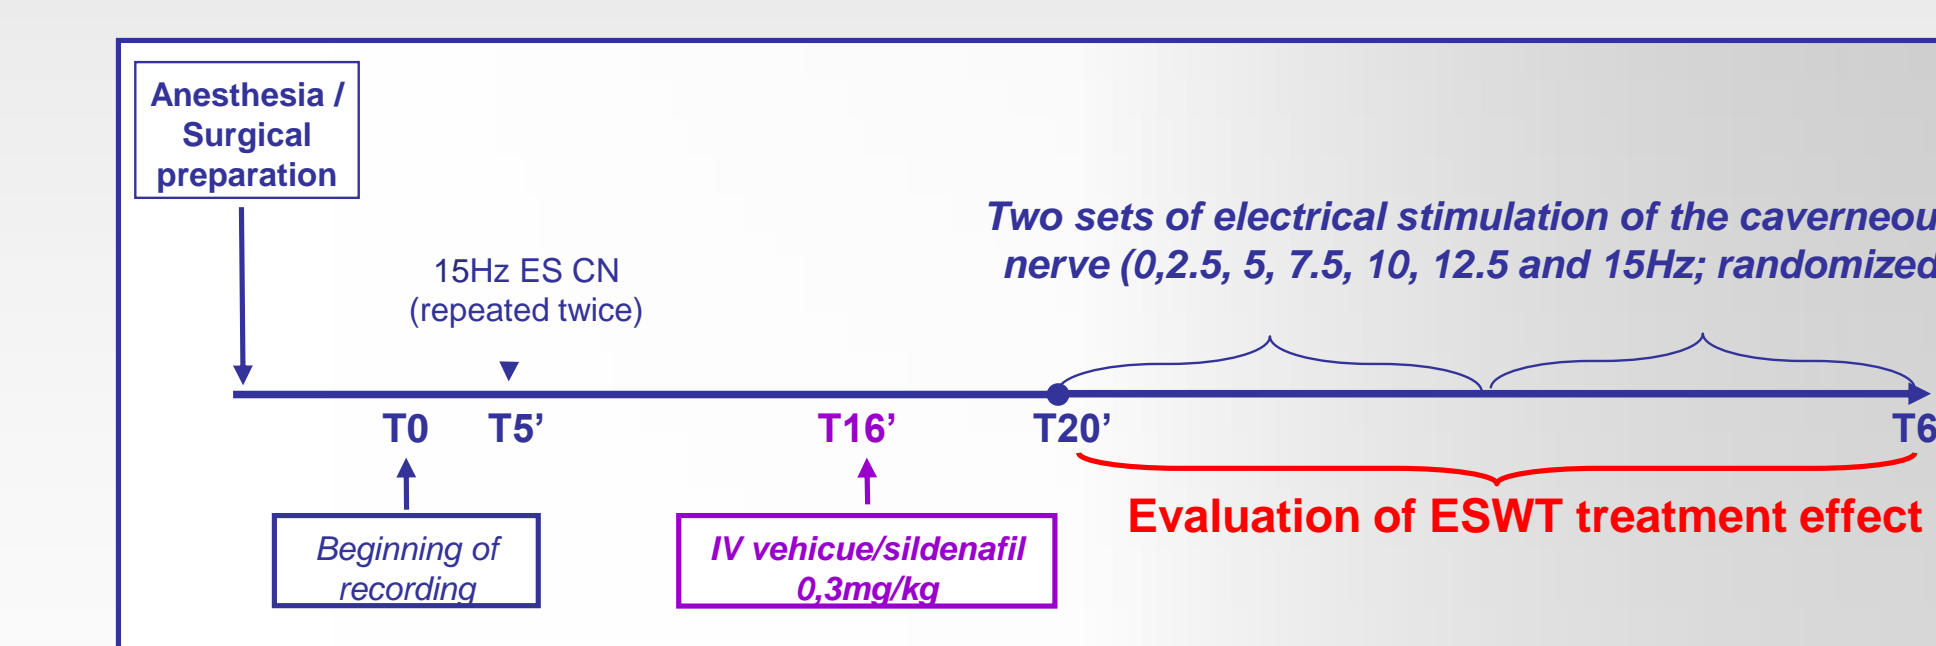 Anesthesia /
Surgical
preparation
15Hz ES CN
(repeated twice)
Two sets of electrical stimulation of the caverneou
nerve (0,2.5, 5, 7.5, 10, 12.5 and 15Hz; randomized
T0 T5’ T16’ T20’ T6
Beginning of
recording
IV vehicue/sildenafil
0,3mg/kg
Evaluation of ESWT treatment effect